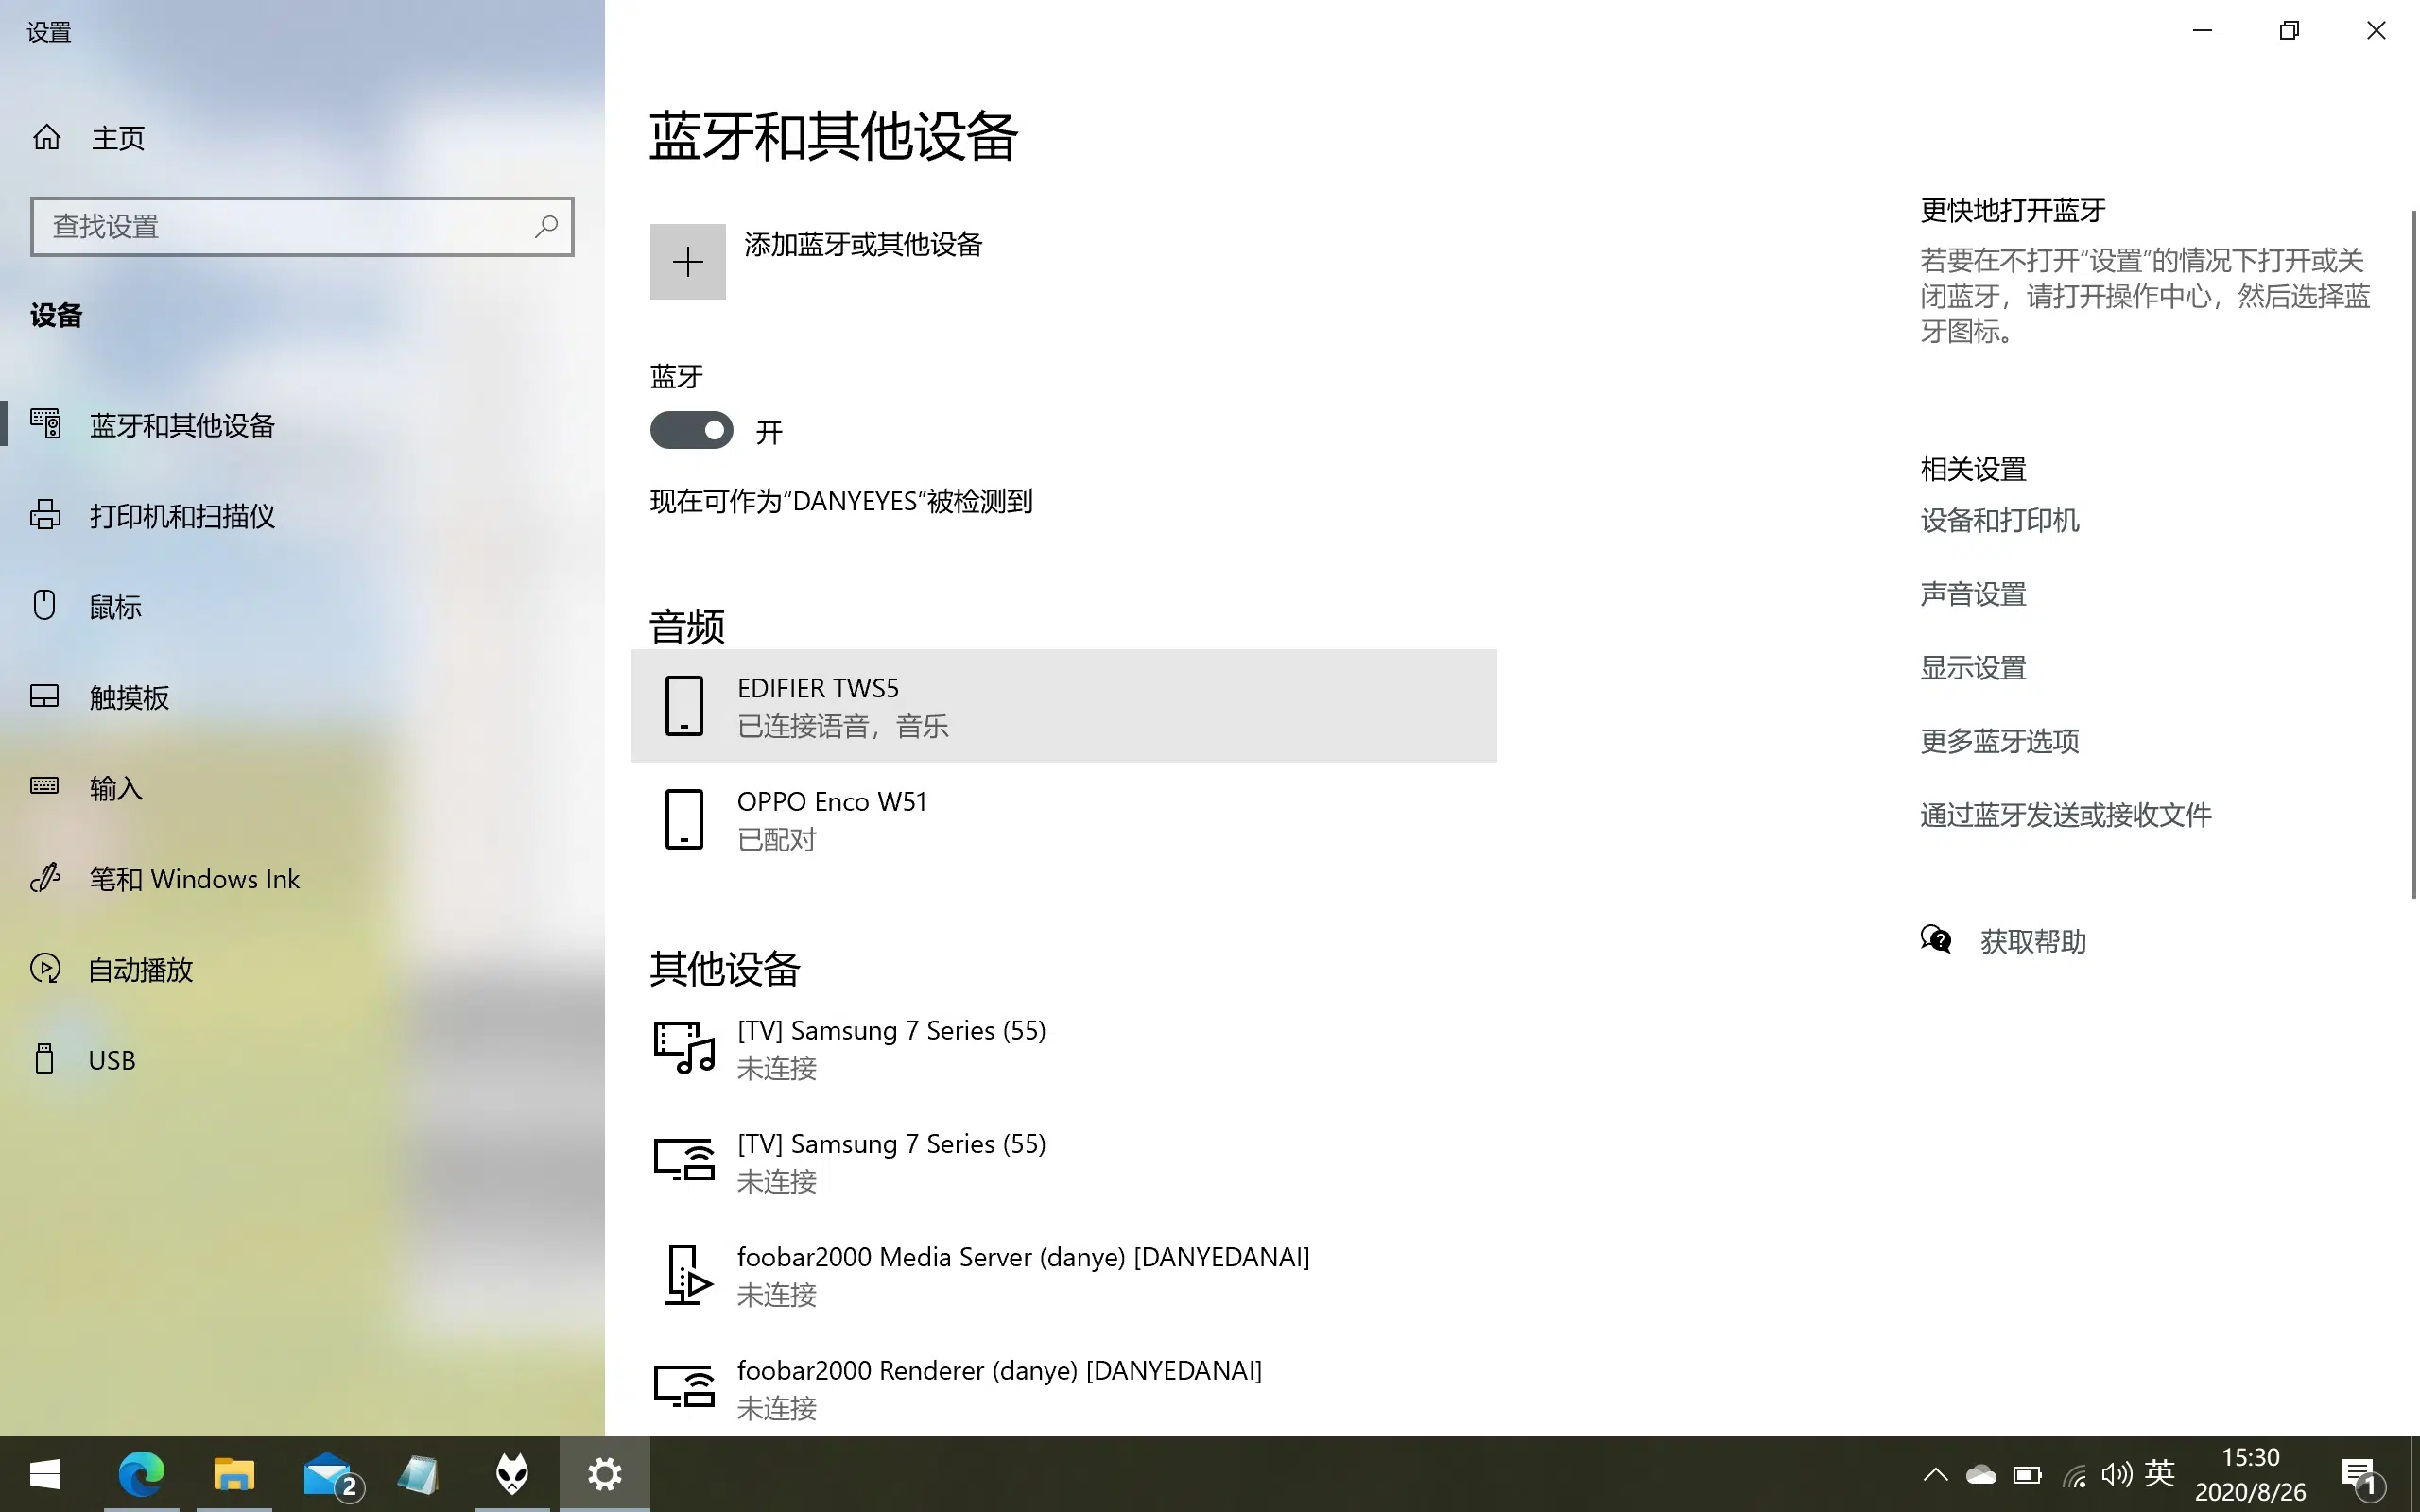 设置
主页
查找设置
设备
蓝牙和其他设备
打印机和扫描仪
鼠标
触摸板
输入
笔和 Windows Ink
自动播放
USB
蓝牙和其他设备
添加蓝牙或其他设备
蓝牙
开
现在可作为“DANYEYES”被检测到
音频
EDIFIER TWS5
已连接语音，音乐
OPPO Enco W51
已配对
其他设备
[TV] Samsung 7 Series (55)
未连接
[TV] Samsung 7 Series (55)
未连接
foobar2000 Media Server (danye) [DANYEDANAI]
未连接
foobar2000 Renderer (danye) [DANYEDANAI]
未连接
更快地打开蓝牙
若要在不打开“设置”的情况下打开或关
闭蓝牙，请打开操作中心，然后选择蓝
牙图标。
相关设置
设备和打印机
声音设置
显示设置
更多蓝牙选项
通过蓝牙发送或接收文件
获取帮助
2
英
15:30
2020/8/26
1